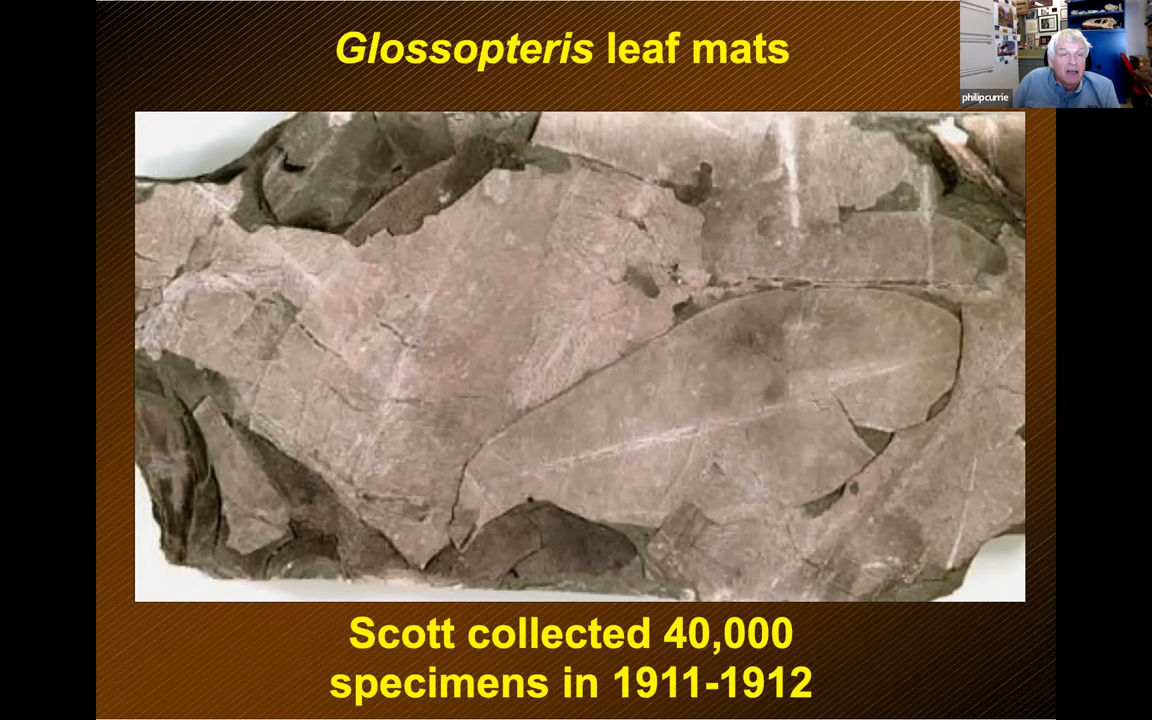 Glossopteris leaf mats
philipcurrie
Scott collected 40,000
specimens in 1911-1912